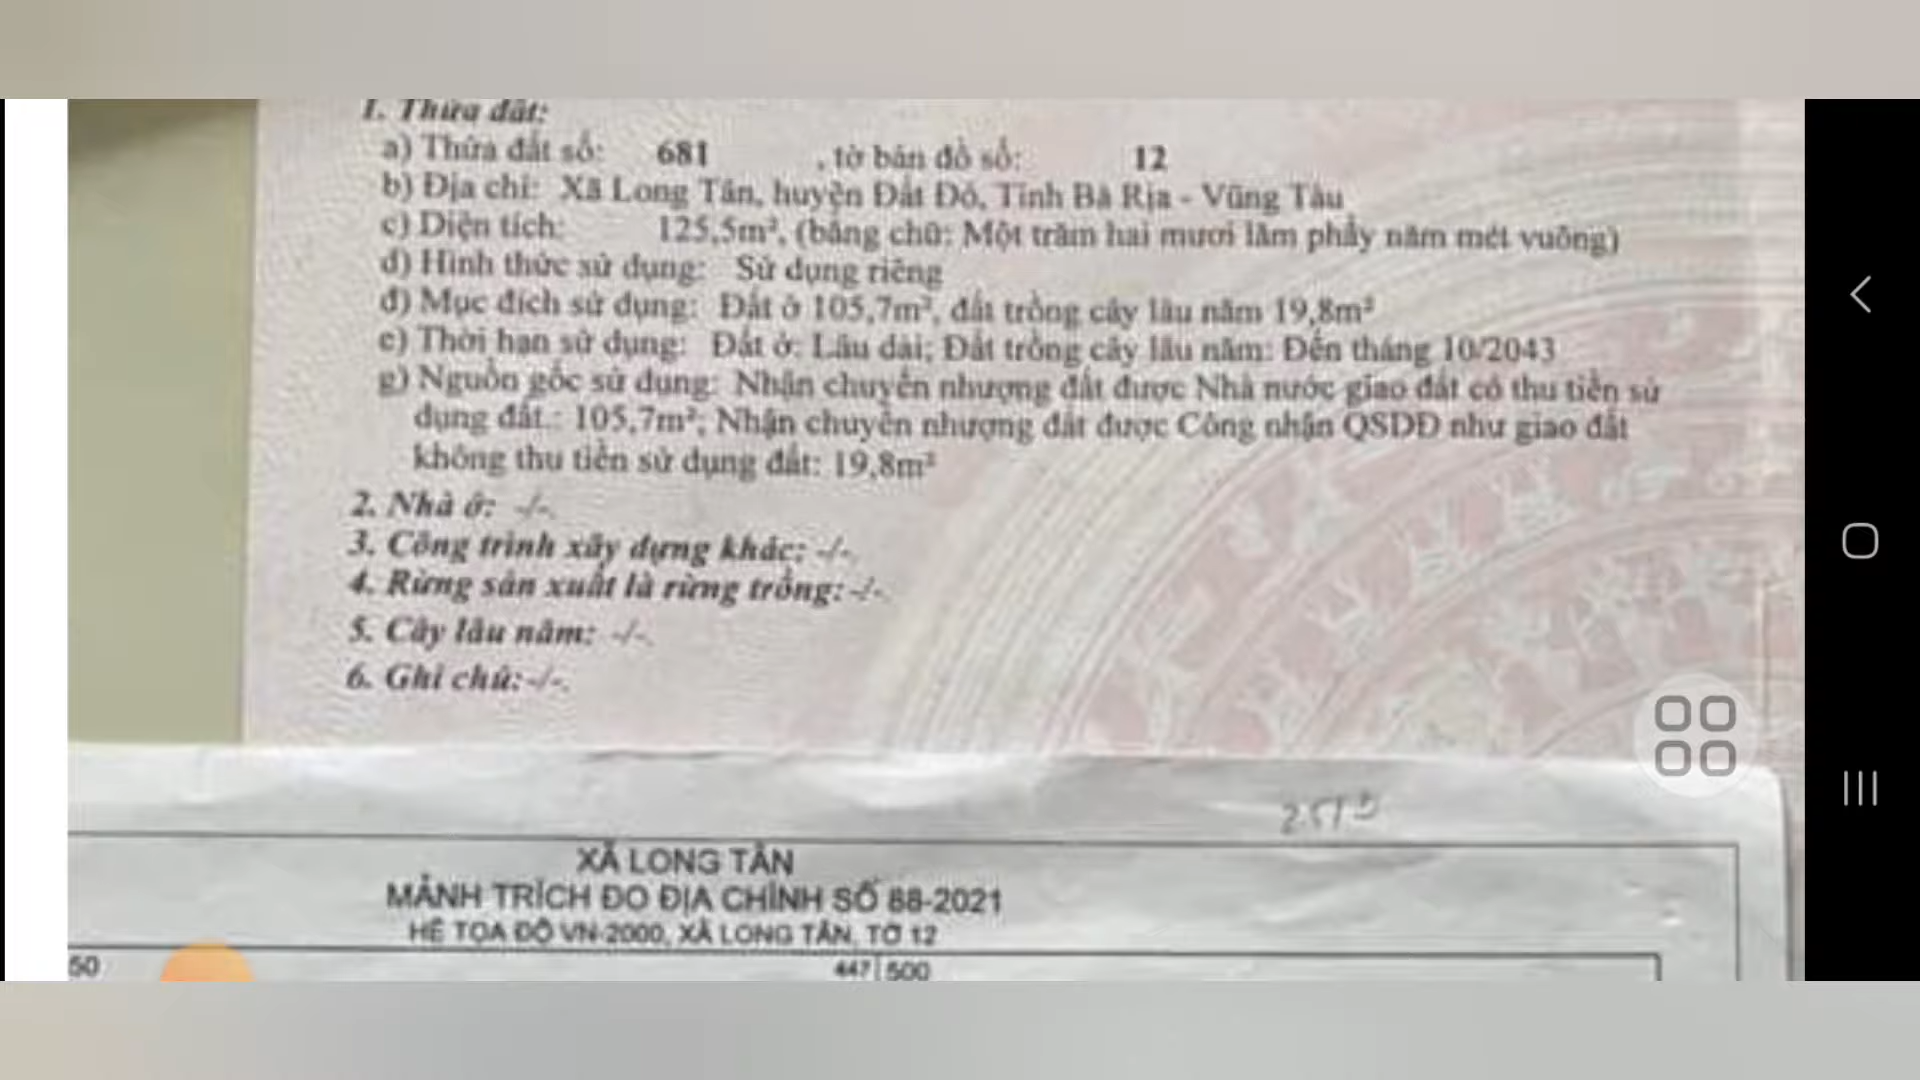 1. Thửa đất:
a) Thửa đất số: 681 , tờ bản đồ số: 12
b) Địa chỉ: Xã Long Tân, huyện Đất Đỏ, Tỉnh Bà Rịa - Vũng Tàu
c) Diện tích: 125,5m², (bằng chữ: Một trăm hai mươi lăm phẩy năm mét vuông)
d) Hình thức sử dụng: Sử dụng riêng
đ) Mục đích sử dụng: Đất ở 105,7m², đất trồng cây lâu năm 19,8m²
e) Thời hạn sử dụng: Đất ở: Lâu dài; Đất trồng cây lâu năm: Đến tháng 10/2043
g) Nguồn gốc sử dụng: Nhận chuyển nhượng đất được Nhà nước giao đất có thu tiền sử
dụng đất.: 105,7m²; Nhận chuyển nhượng đất được Công nhận QSDĐ như giao đất
không thu tiền sử dụng đất: 19,8m²
2. Nhà ở: -/-.
3. Công trình xây dựng khác: -/-.
4. Rừng sản xuất là rừng trồng: -/-.
5. Cây lâu năm: -/-.
6. Ghi chú: -/-.
XÃ LONG TÂN
MẢNH TRÍCH ĐO ĐỊA CHÍNH SỐ 88-2021
HỆ TỌA ĐỘ VN-2000, XÃ LONG TÂN, TỜ 12
50 447 500